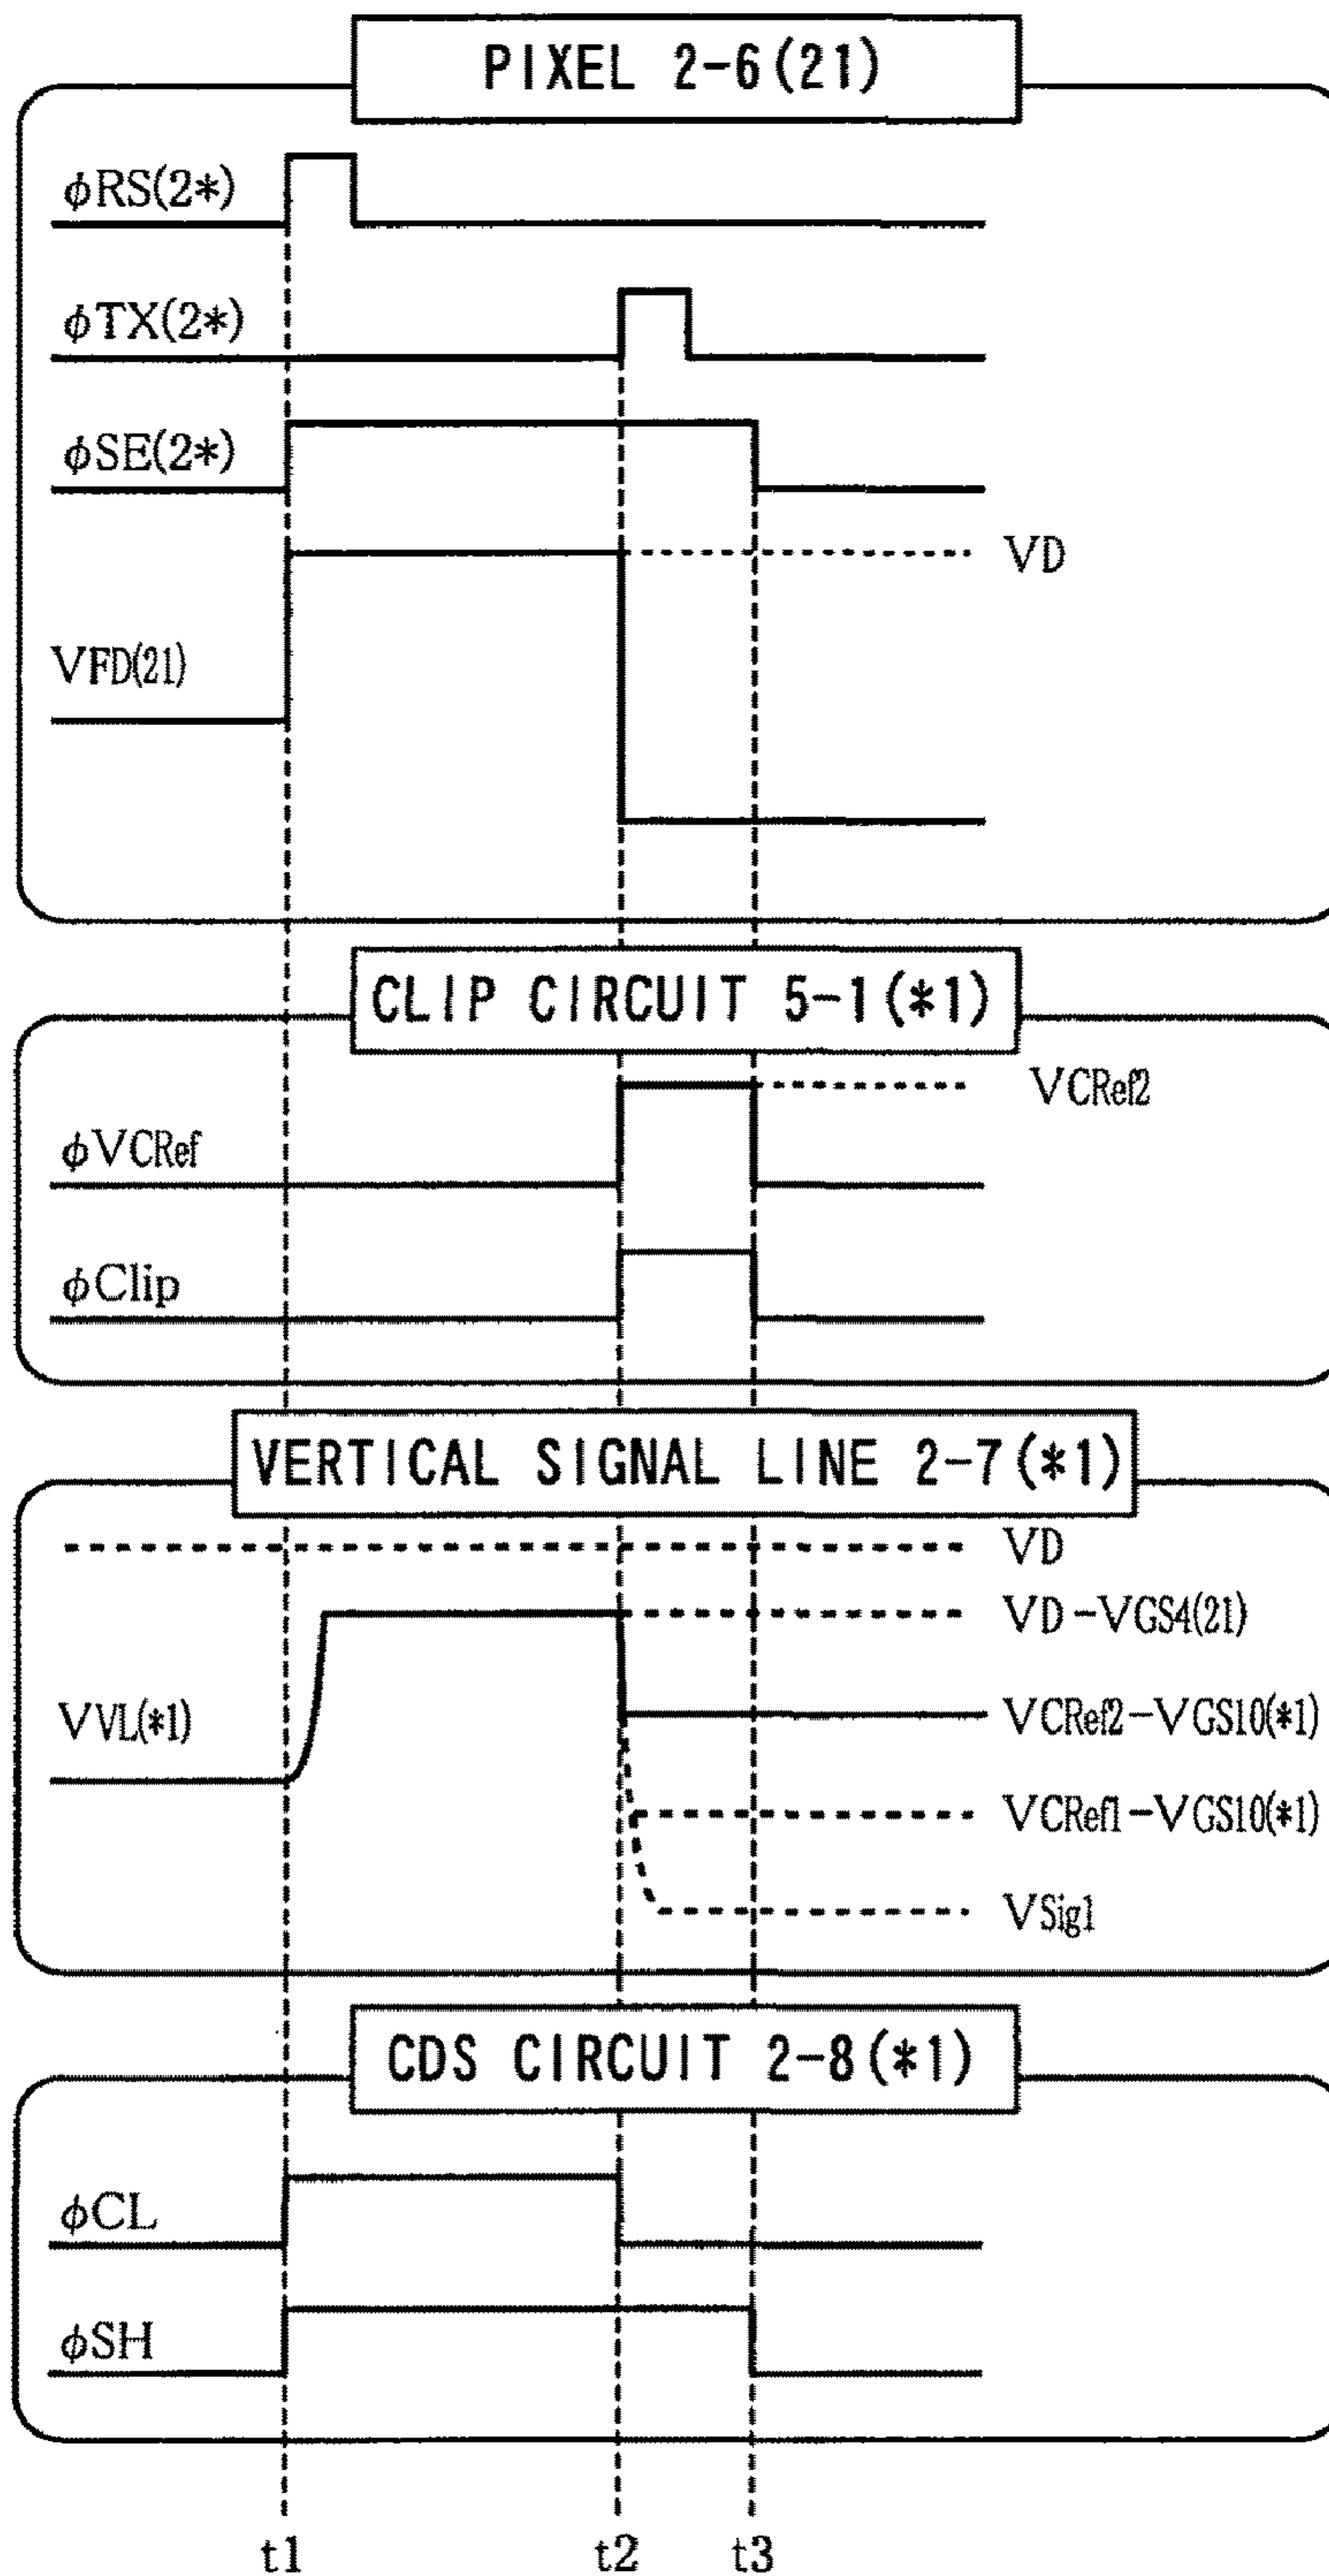 PIXEL 2-6(21)
φRS(2*)
φTX(2*)
φSE(2*)
VD
VFD(21)
CLIP CIRCUIT 5-1(*1)
VCRef2
φVCRef
φClip
VERTICAL SIGNAL LINE 2-7(*1)
VD
VD-VGS4(21)
VVL(*1)
VCRef2-VGS10(*1)
VCRef1-VGS10(*1)
VSig1
CDS CIRCUIT 2-8(*1)
φCL
φSH
t1 t2 t3